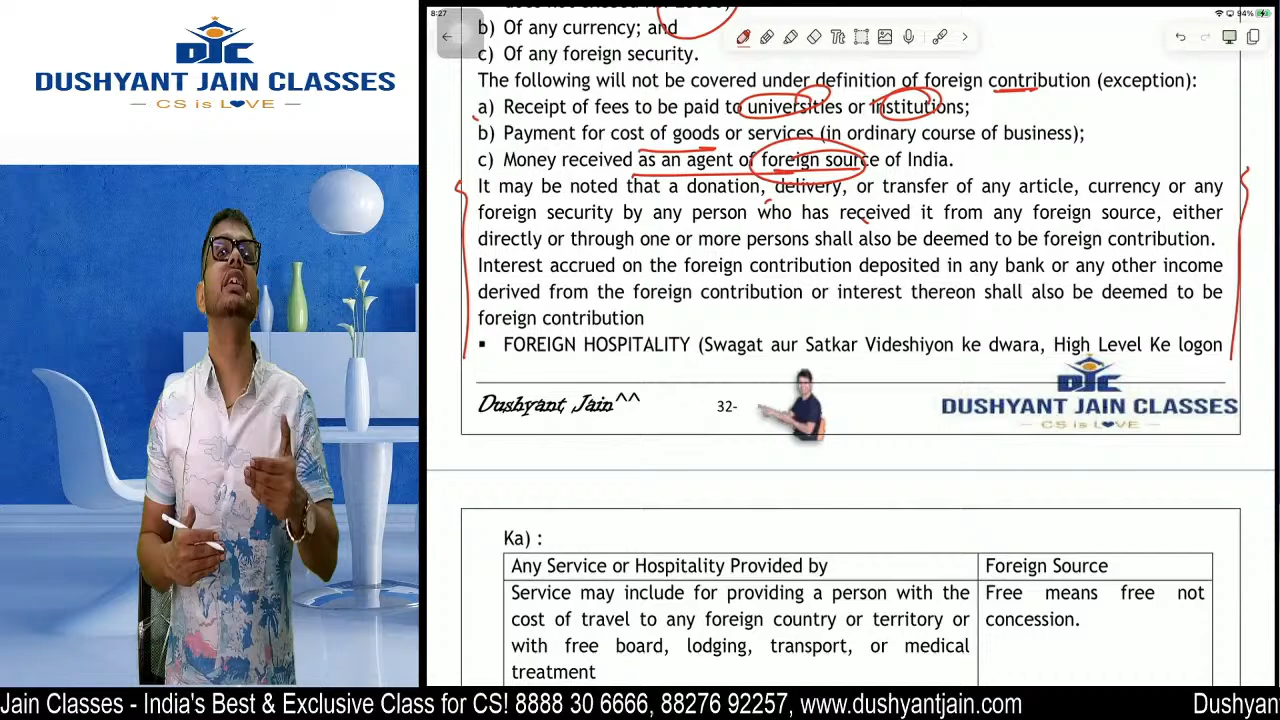 8:27
94%
DJC
DUSHYANT JAIN CLASSES
CS is L VE
b) Of any currency; and
c) Of any foreign security.
The following will not be covered under definition of foreign contribution (exception):
a) Receipt of fees to be paid to universities or institutions;
b) Payment for cost of goods or services (in ordinary course of business);
c) Money received as an agent of foreign source of India.
It may be noted that a donation, delivery, or transfer of any article, currency or any
foreign security by any person who has received it from any foreign source, either
directly or through one or more persons shall also be deemed to be foreign contribution.
Interest accrued on the foreign contribution deposited in any bank or any other income
derived from the foreign contribution or interest thereon shall also be deemed to be
foreign contribution
▪ FOREIGN HOSPITALITY (Swagat aur Satkar Videshiyon ke dwara, High Level Ke logon
Dushyant Jain^^
32-
DJC
DUSHYANT JAIN CLASSES
CS is L VE
Ka) :
Any Service or Hospitality Provided by
Foreign Source
Service may include for providing a person with the
cost of travel to any foreign country or territory or
with free board, lodging, transport, or medical
treatment
Free means free not
concession.
Jain Classes - India's Best & Exclusive Class for CS! 8888 30 6666, 88276 92257, www.dushyantjain.com
Dushyan